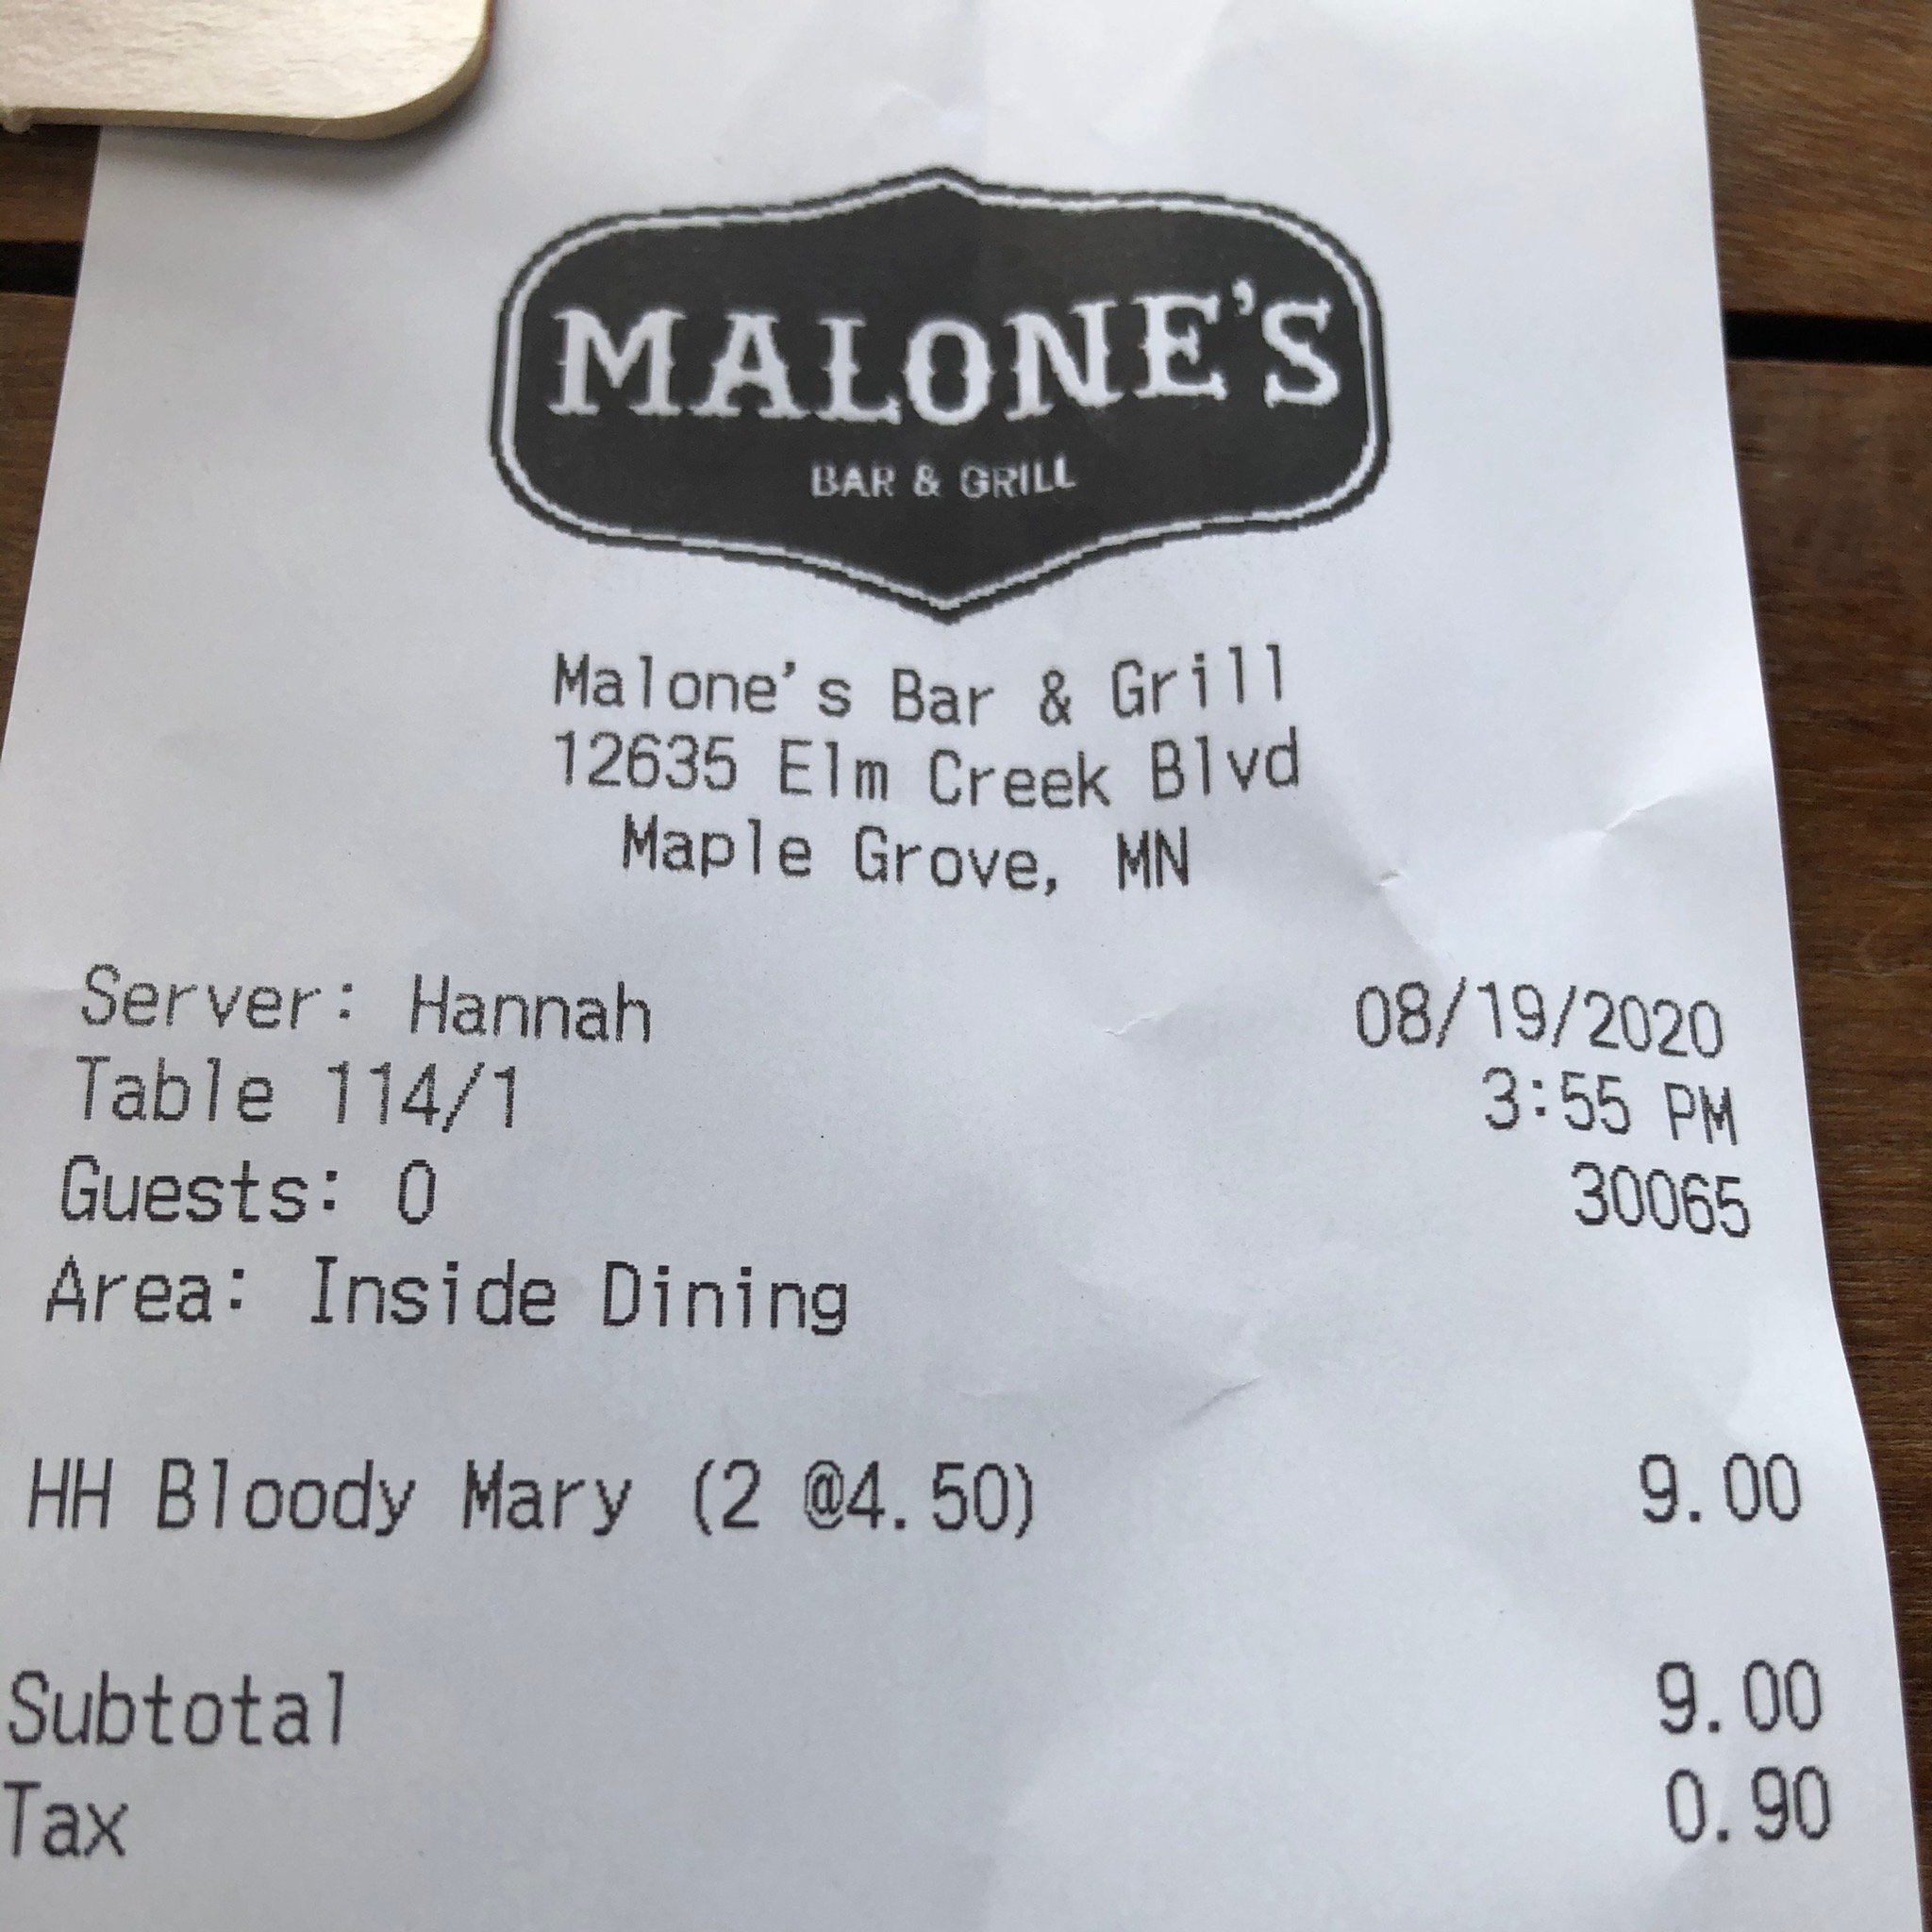 MALONE'S
BAR & GRILL
Malone's Bar & Grill
12635 Elm Creek Blvd
Maple Grove, MN
Server: Hannah 08/19/2020
Table 114/1 3:55 PM
Guests: 0 30065
Area: Inside Dining
HH Bloody Mary (2 @4.50) 9.00
Subtotal 9.00
Tax 0.90